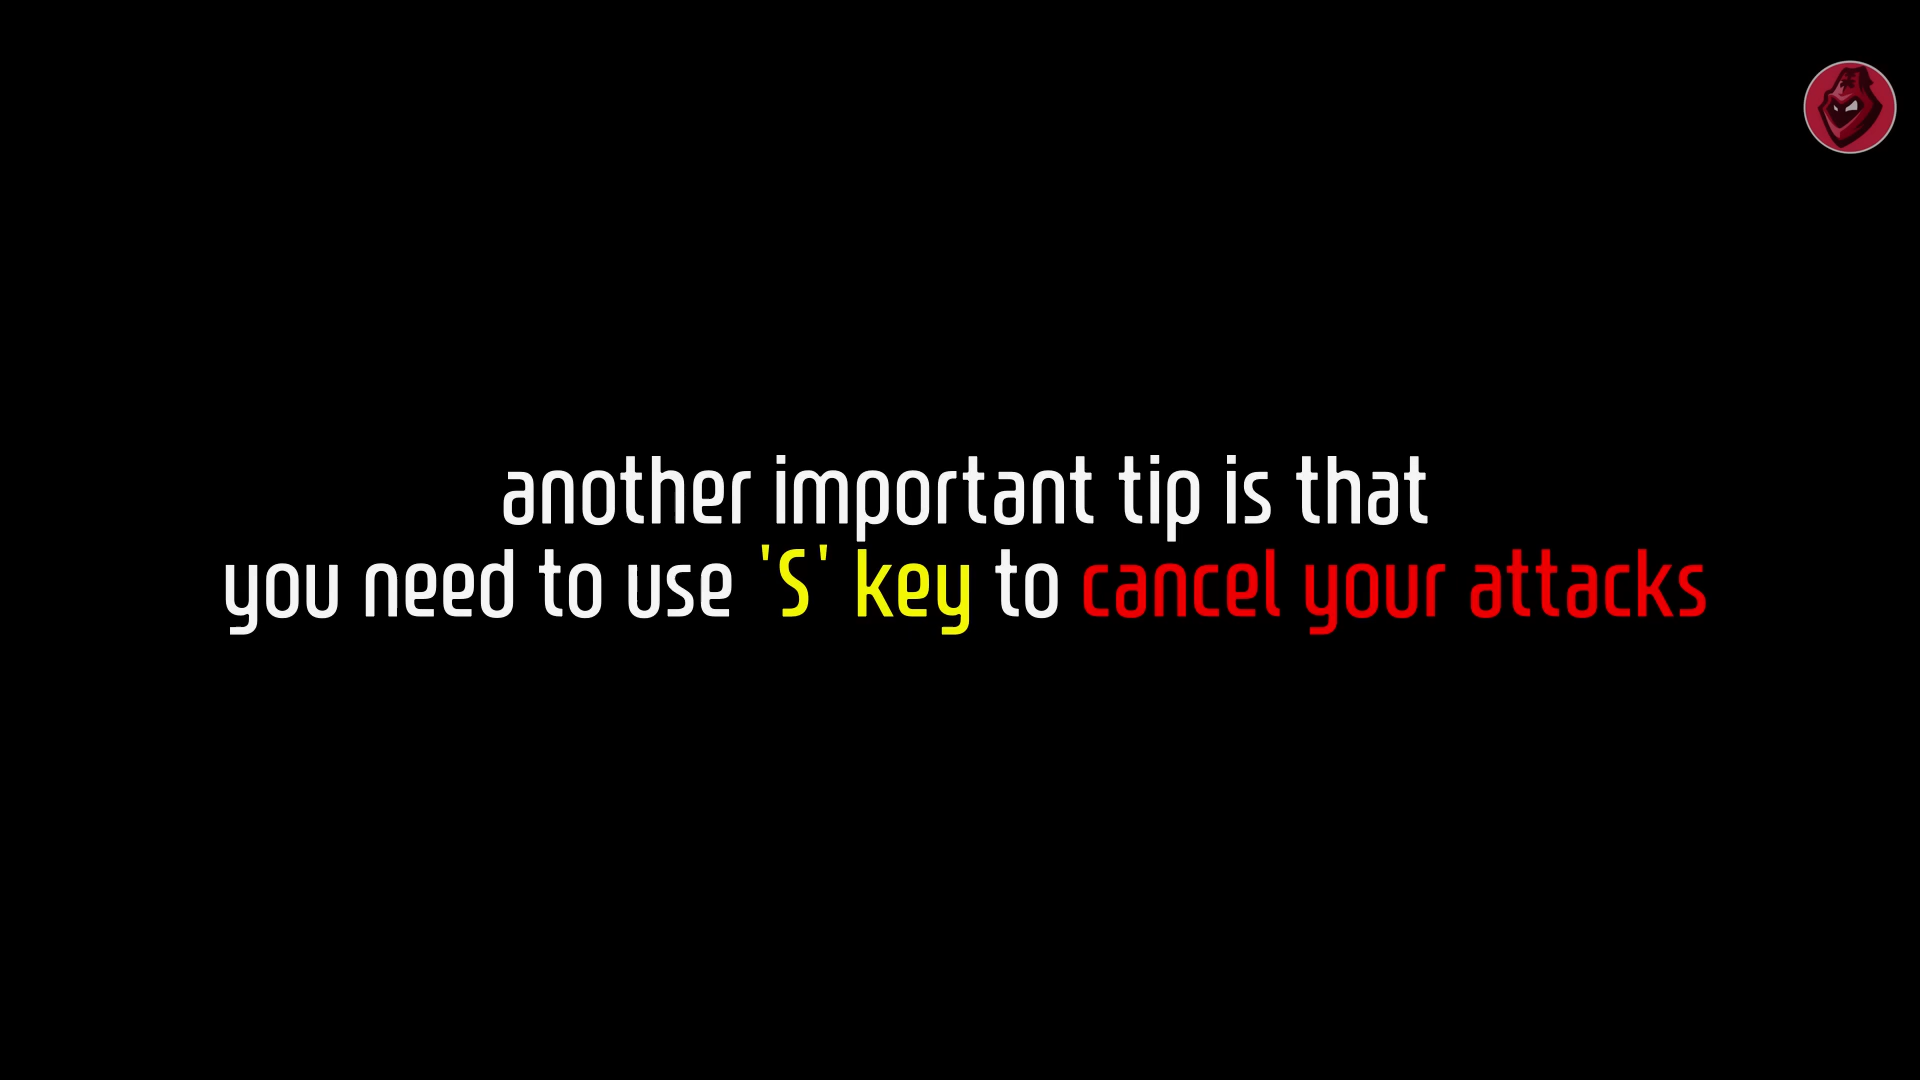 another important tip is that
you need to use 'S' key to cancel your attacks